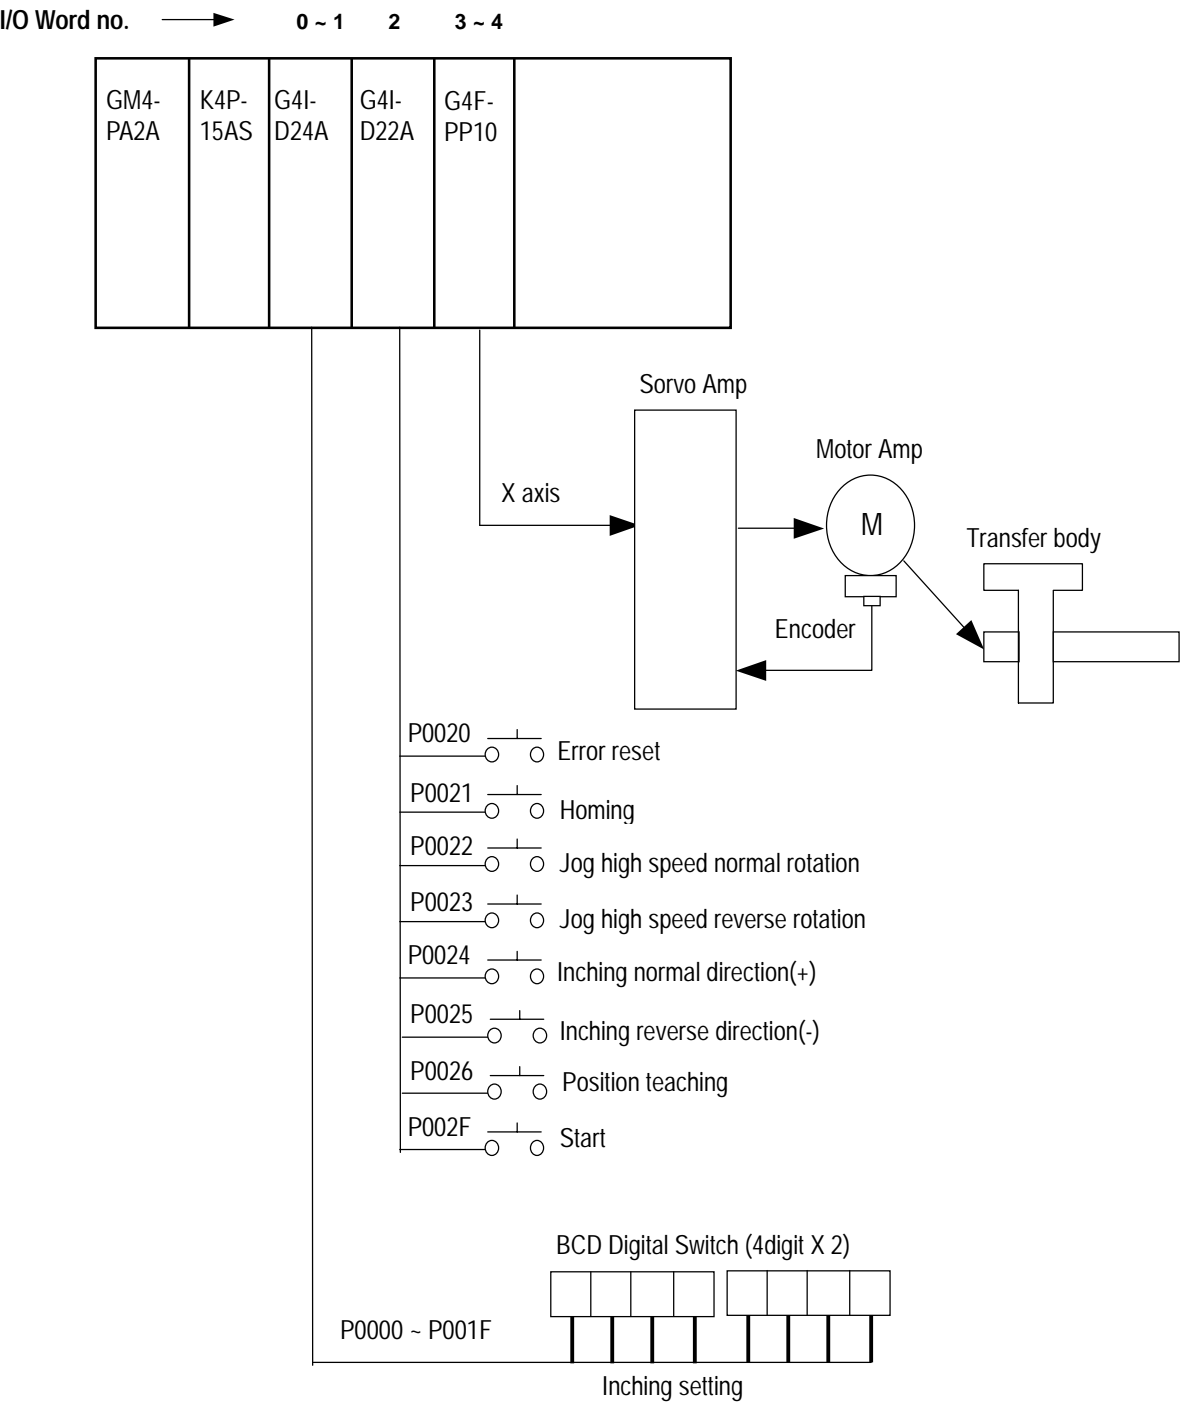 I/O Word no. 0 ~ 1 2 3 ~ 4
GM4-
PA2A
K4P-
15AS
G4I-
D24A
G4I-
D22A
G4F-
PP10
Sorvo Amp
Motor Amp
X axis
M
Transfer body
Encoder
P0020 Error reset
P0021 Homing
P0022 Jog high speed normal rotation
P0023 Jog high speed reverse rotation
P0024 Inching normal direction(+)
P0025 Inching reverse direction(-)
P0026 Position teaching
P002F Start
BCD Digital Switch (4digit X 2)
P0000 ~ P001F
Inching setting